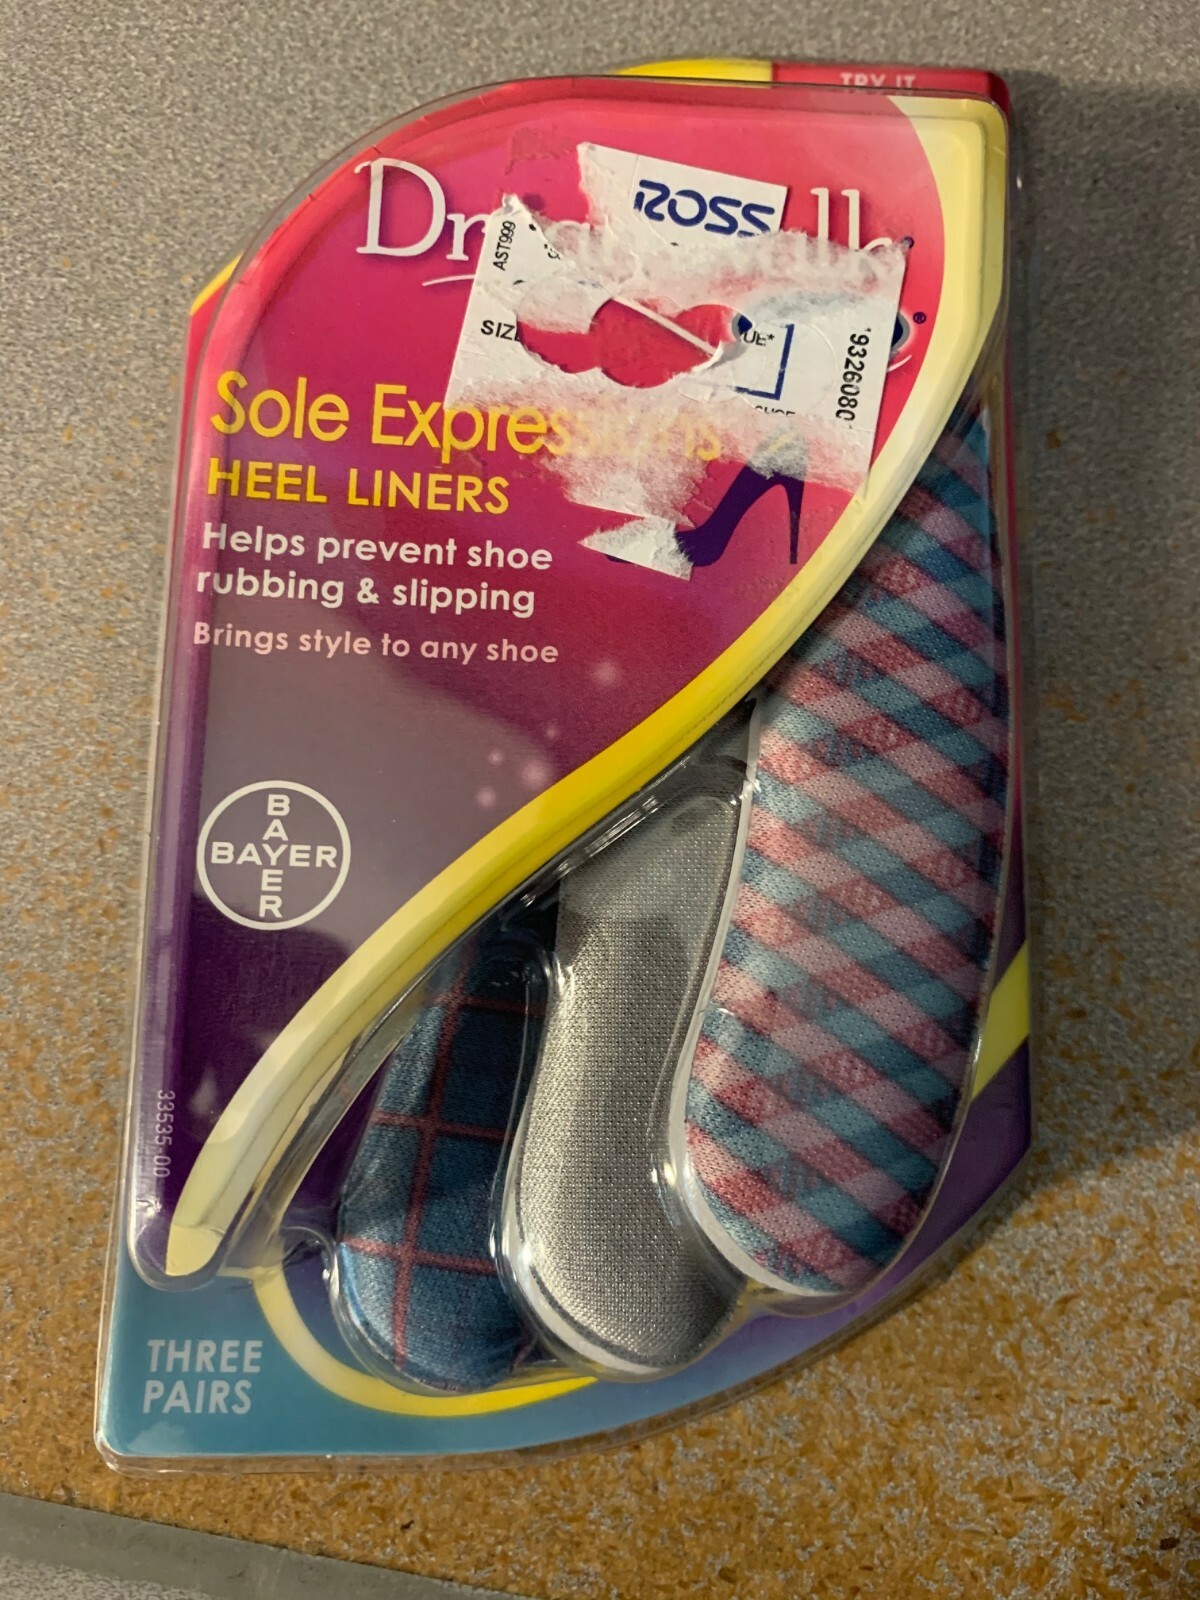 TRY IT
ROSS
AST999
SIZE
UE*
Sole Expressions
HEEL LINERS
Helps prevent shoe
rubbing & slipping
Brings style to any shoe
BAYER
BAYER
33535-00
THREE
PAIRS